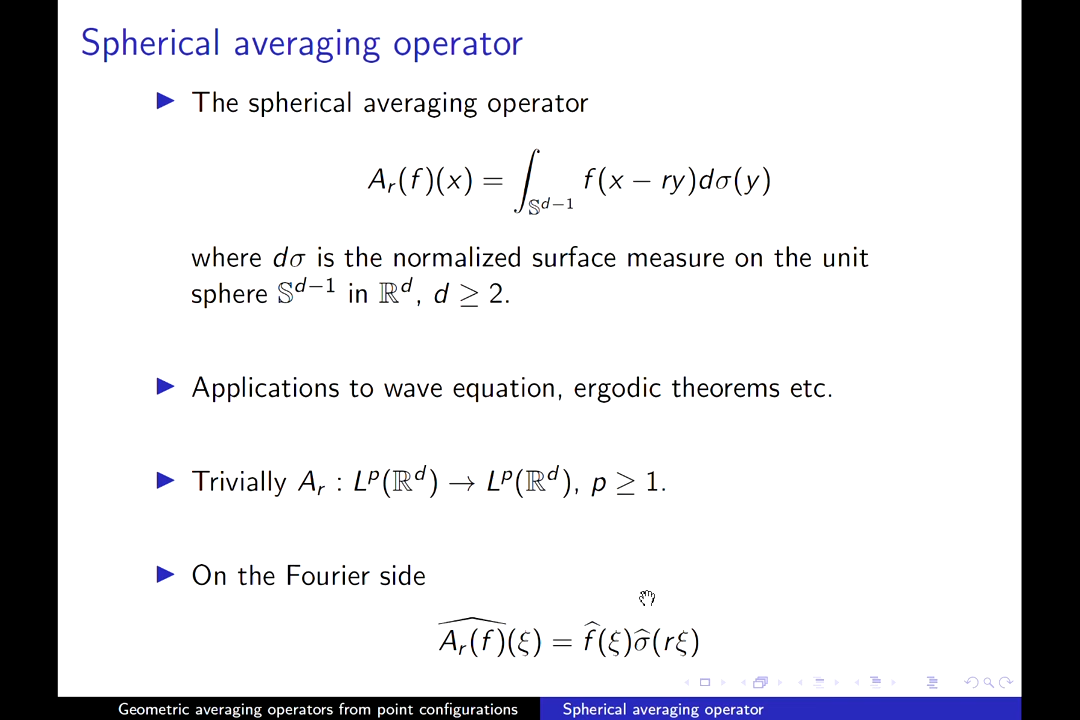 Spherical averaging operator
▶ The spherical averaging operator
A_r(f)(x) = ∫_{𝕊^{d−1}} f(x − ry)dσ(y)
where dσ is the normalized surface measure on the unit
sphere 𝕊^{d−1} in ℝ^d, d ≥ 2.
▶ Applications to wave equation, ergodic theorems etc.
▶ Trivially A_r : L^p(ℝ^d) → L^p(ℝ^d), p ≥ 1.
▶ On the Fourier side
\widehat{A_r(f)}(ξ) = \widehat{f}(ξ)\widehat{σ}(rξ)
Geometric averaging operators from point configurations Spherical averaging operator